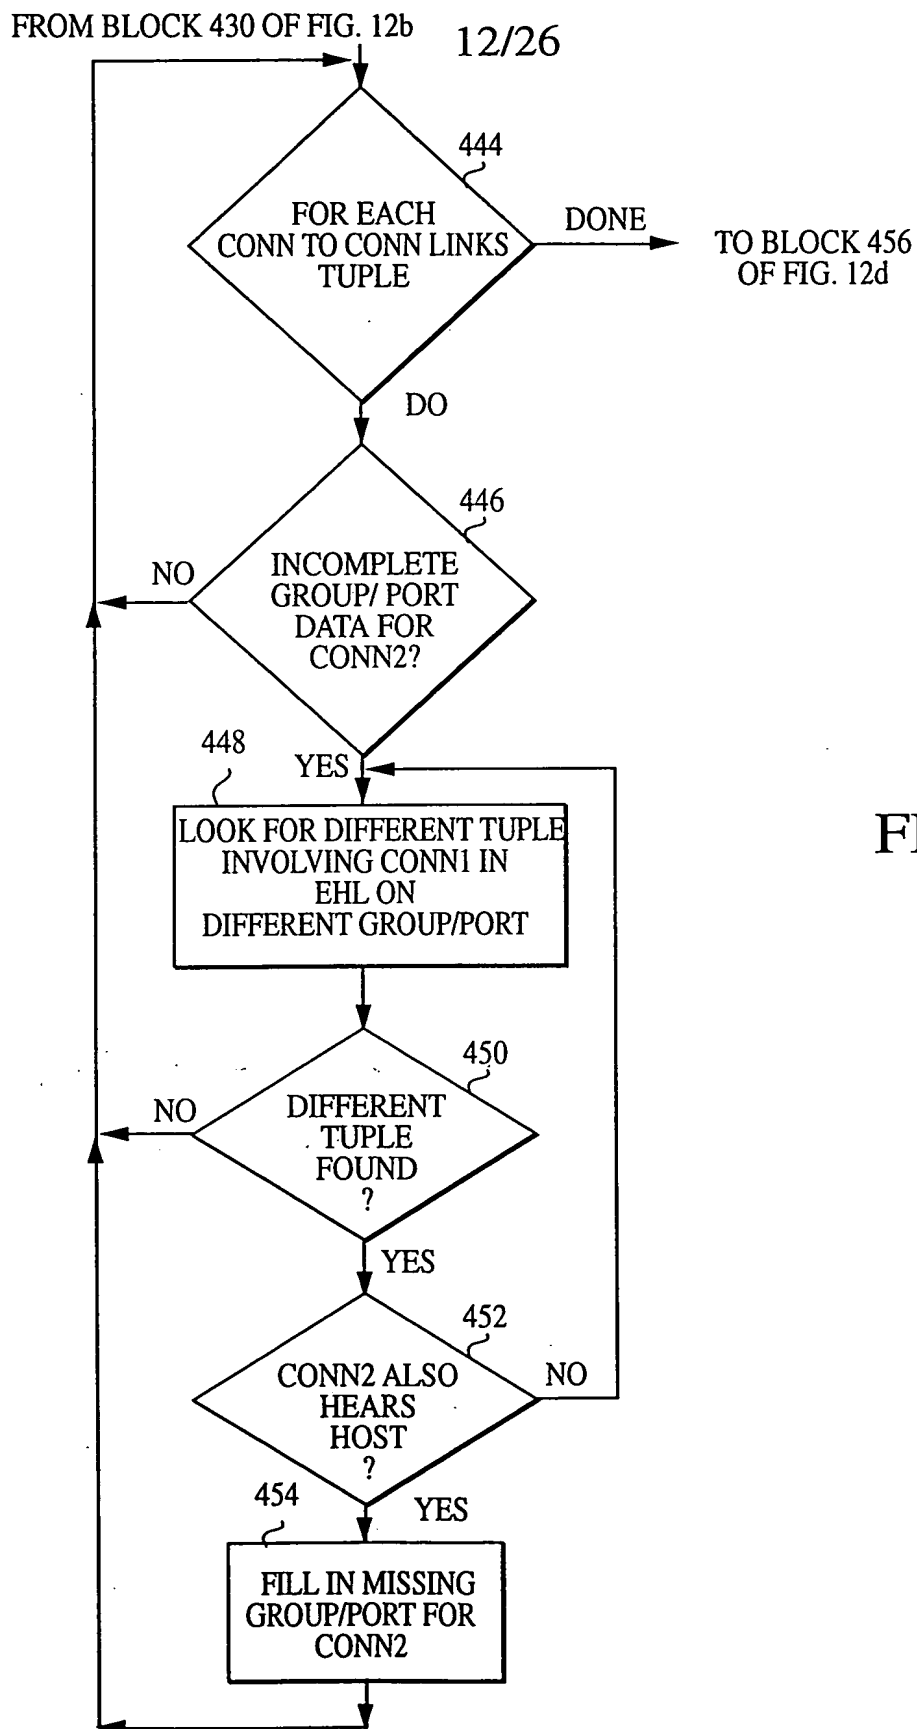 FROM BLOCK 430 OF FIG. 12b
12/26
444
FOR EACH
CONN TO CONN LINKS
TUPLE
DONE
TO BLOCK 456
OF FIG. 12d
DO
446
INCOMPLETE
GROUP/ PORT
DATA FOR
CONN2?
NO
448
YES
LOOK FOR DIFFERENT TUPLE
INVOLVING CONN1 IN
EHL ON
DIFFERENT GROUP/PORT
450
DIFFERENT
TUPLE
FOUND
?
NO
YES
452
CONN2 ALSO
HEARS
HOST
?
NO
454
YES
FILL IN MISSING
GROUP/PORT FOR
CONN2